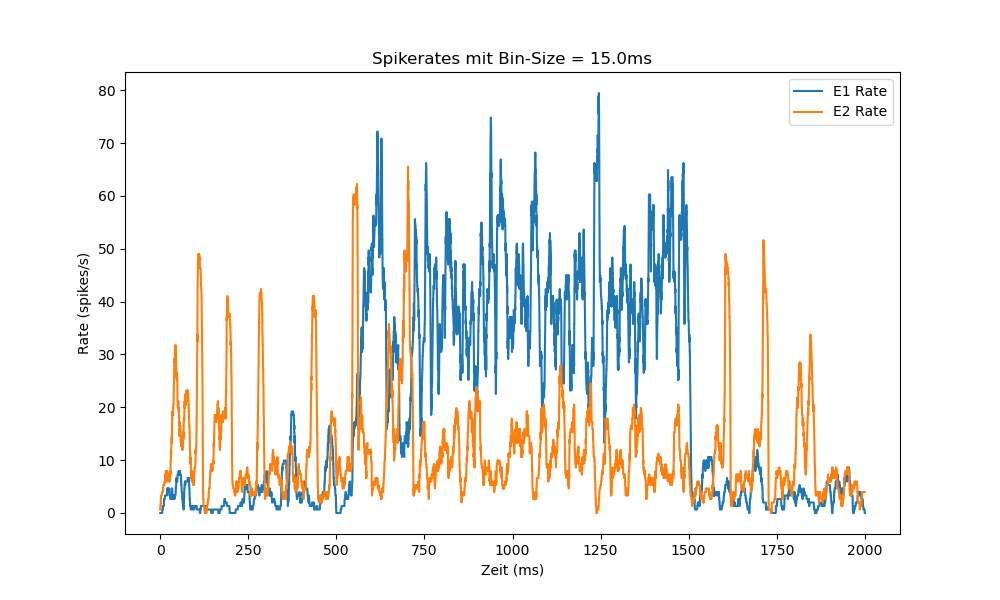 Spikerates mit Bin-Size = 15.0ms
E1 Rate
E2 Rate
80
70
60
50
40
30
20
10
0
Rate (spikes/s)
0 250 500 750 1000 1250 1500 1750 2000
Zeit (ms)